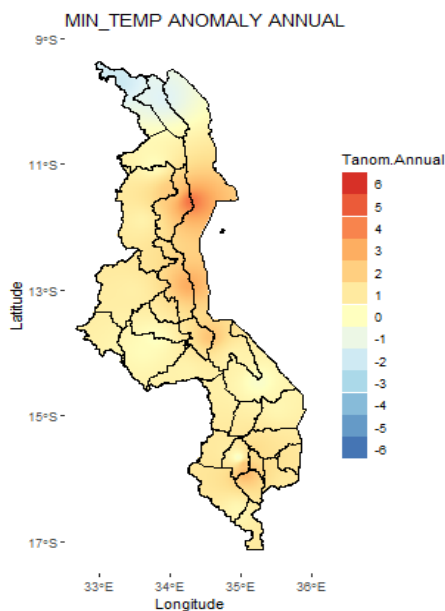 MIN_TEMP ANOMALY ANNUAL
9°S
11°S
13°S
15°S
17°S
Latitude
33°E
34°E
35°E
36°E
Longitude
Tanom.Annual
6
5
4
3
2
1
0
-1
-2
-3
-4
-5
-6